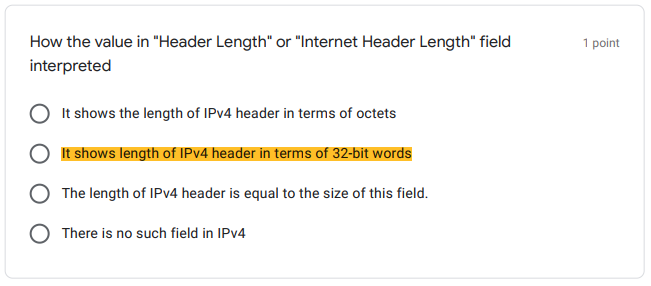 How the value in "Header Length" or "Internet Header Length" field
1 point
interpreted
It shows the length of IPv4 header in terms of octets
It shows length of IPv4 header in terms of 32-bit words
The length of IPv4 header is equal to the size of this field.
There is no such field in IPv4